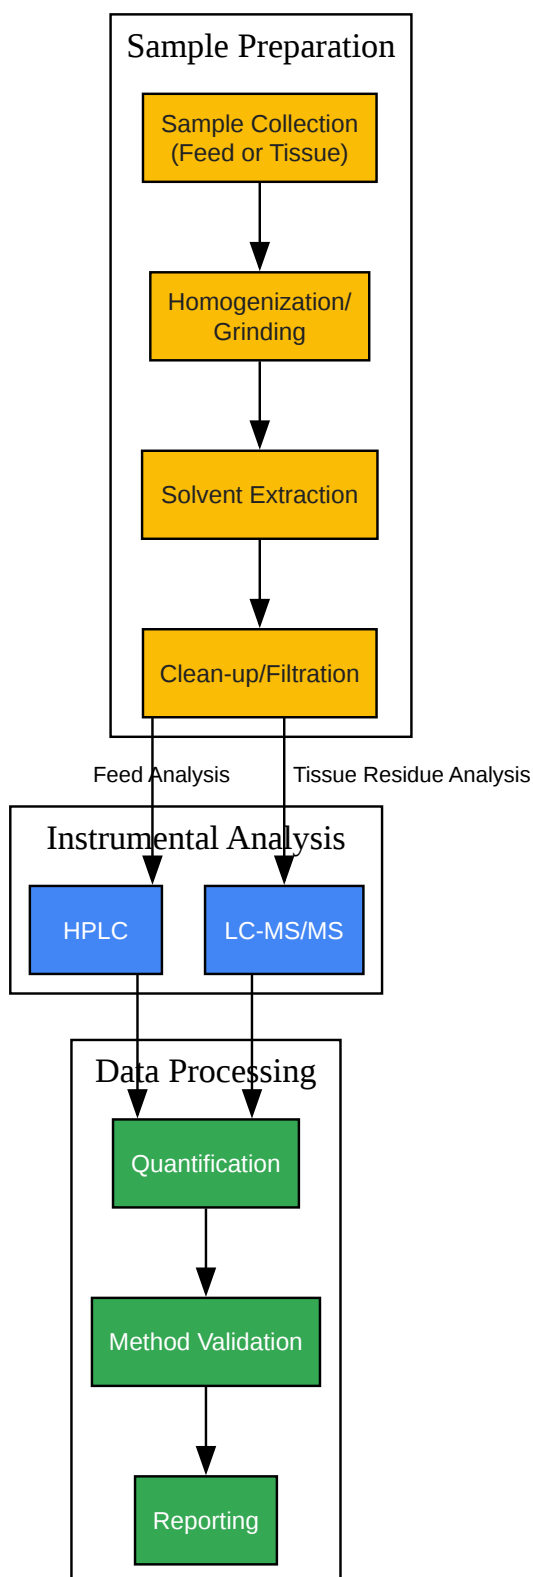 Sample Preparation
Sample Collection
(Feed or Tissue)
Homogenization/
Grinding
Solvent Extraction
Clean-up/Filtration
Feed Analysis
Tissue Residue Analysis
Instrumental Analysis
HPLC
LC-MS/MS
Data Processing
Quantification
Method Validation
Reporting